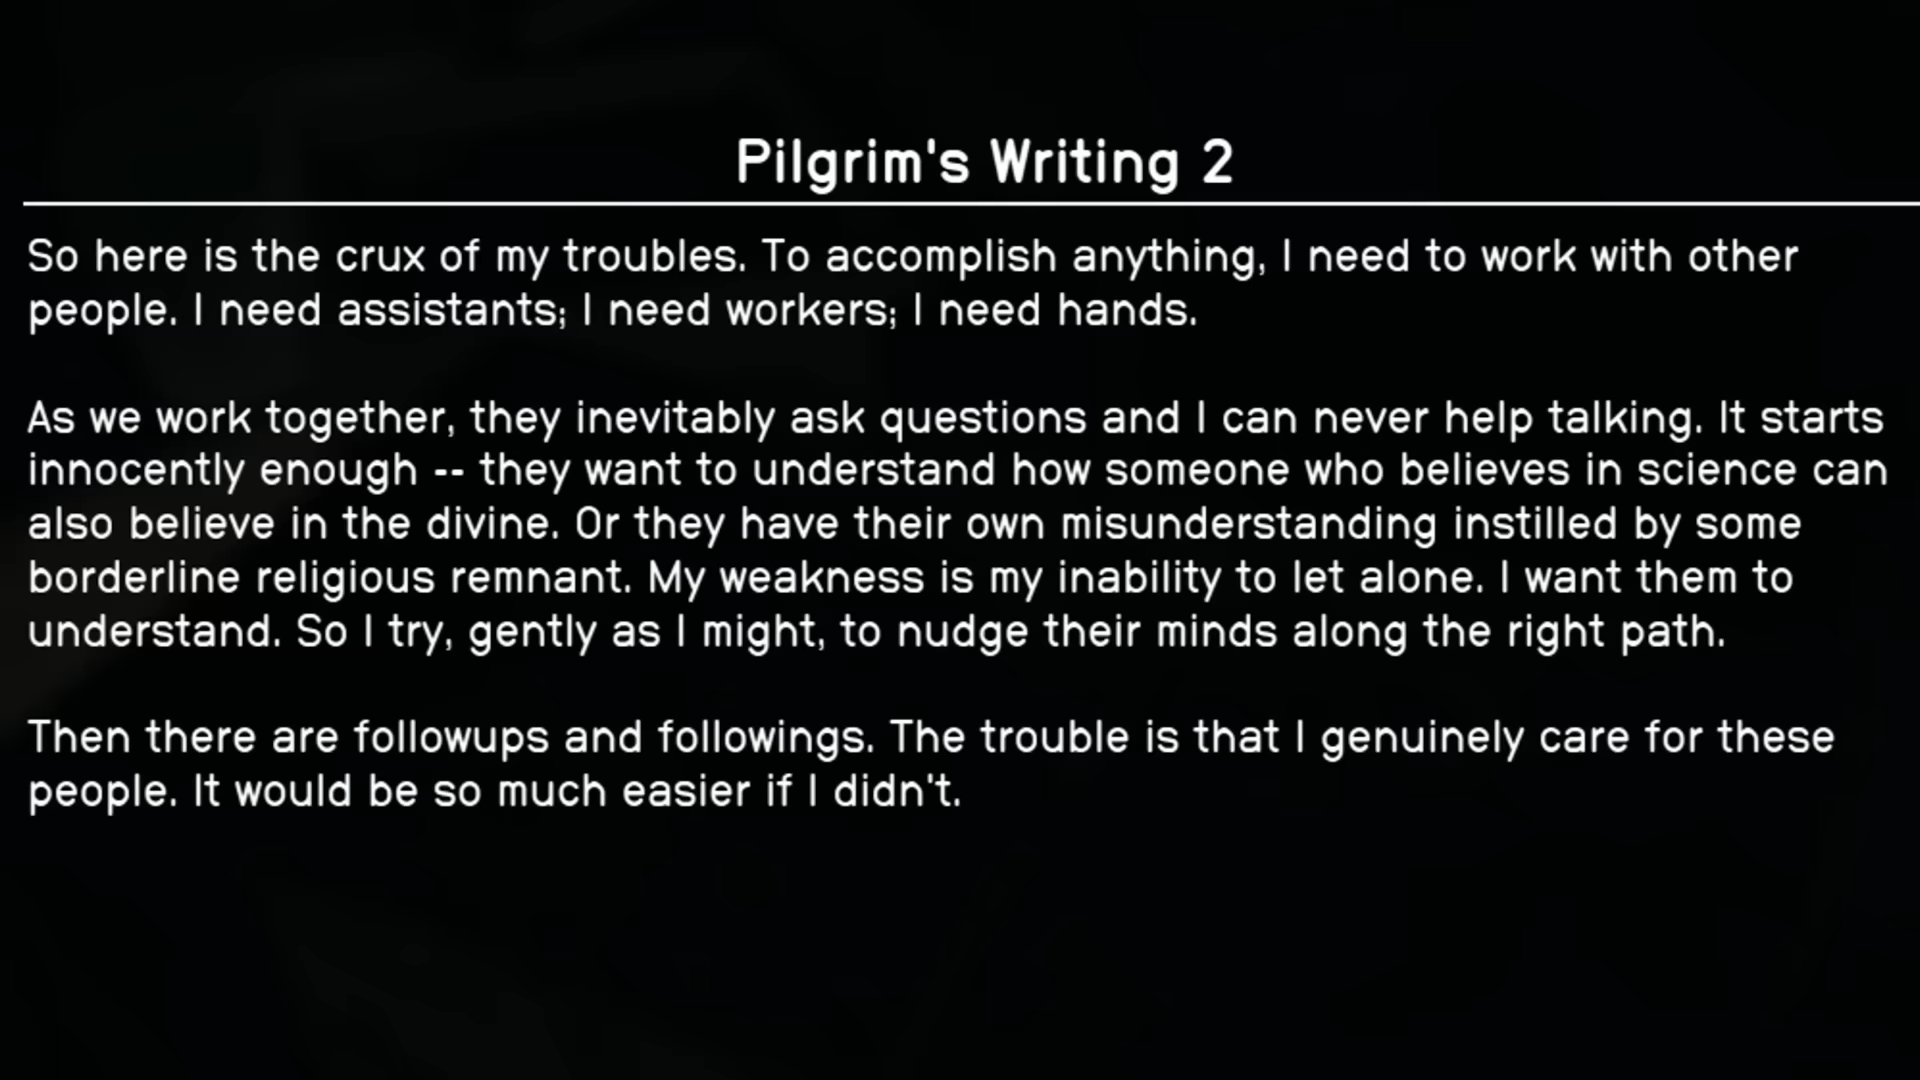 Pilgrim's Writing 2
So here is the crux of my troubles. To accomplish anything, I need to work with other
people. I need assistants; I need workers; I need hands.
As we work together, they inevitably ask questions and I can never help talking. It starts
innocently enough -- they want to understand how someone who believes in science can
also believe in the divine. Or they have their own misunderstanding instilled by some
borderline religious remnant. My weakness is my inability to let alone. I want them to
understand. So I try, gently as I might, to nudge their minds along the right path.
Then there are followups and followings. The trouble is that I genuinely care for these
people. It would be so much easier if I didn't.